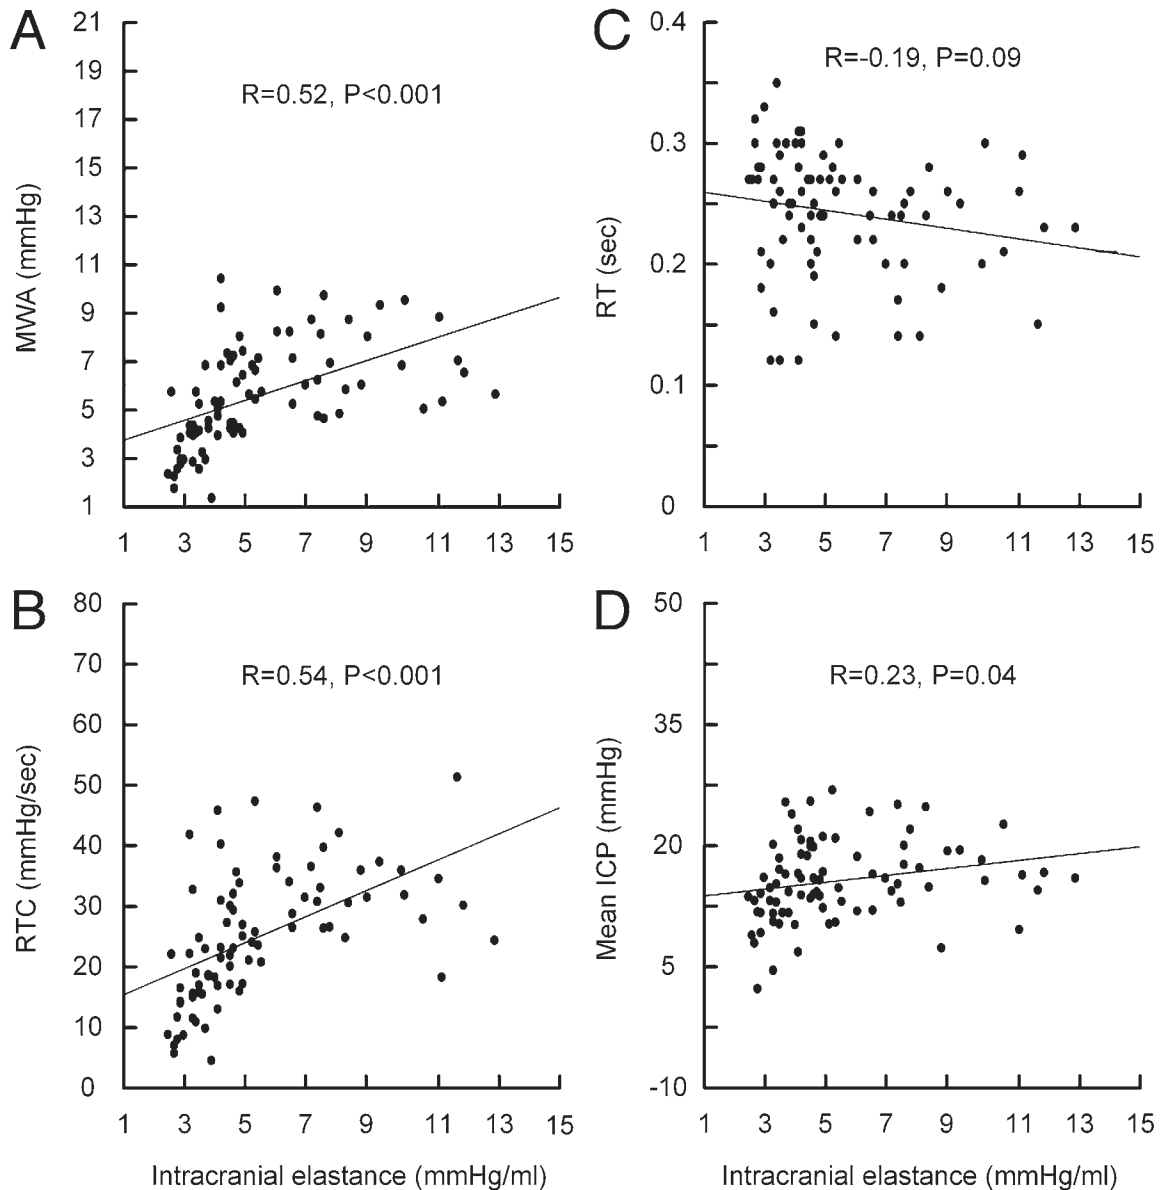 A
MWA (mmHg)
R=0.52, P<0.001
21
19
17
15
13
11
9
7
5
3
1
1 3 5 7 9 11 13 15
C
RT (sec)
R=-0.19, P=0.09
0.4
0.3
0.2
0.1
0
1 3 5 7 9 11 13 15
B
RTC (mmHg/sec)
R=0.54, P<0.001
80
70
60
50
40
30
20
10
0
1 3 5 7 9 11 13 15
Intracranial elastance (mmHg/ml)
D
Mean ICP (mmHg)
R=0.23, P=0.04
50
35
20
5
-10
1 3 5 7 9 11 13 15
Intracranial elastance (mmHg/ml)